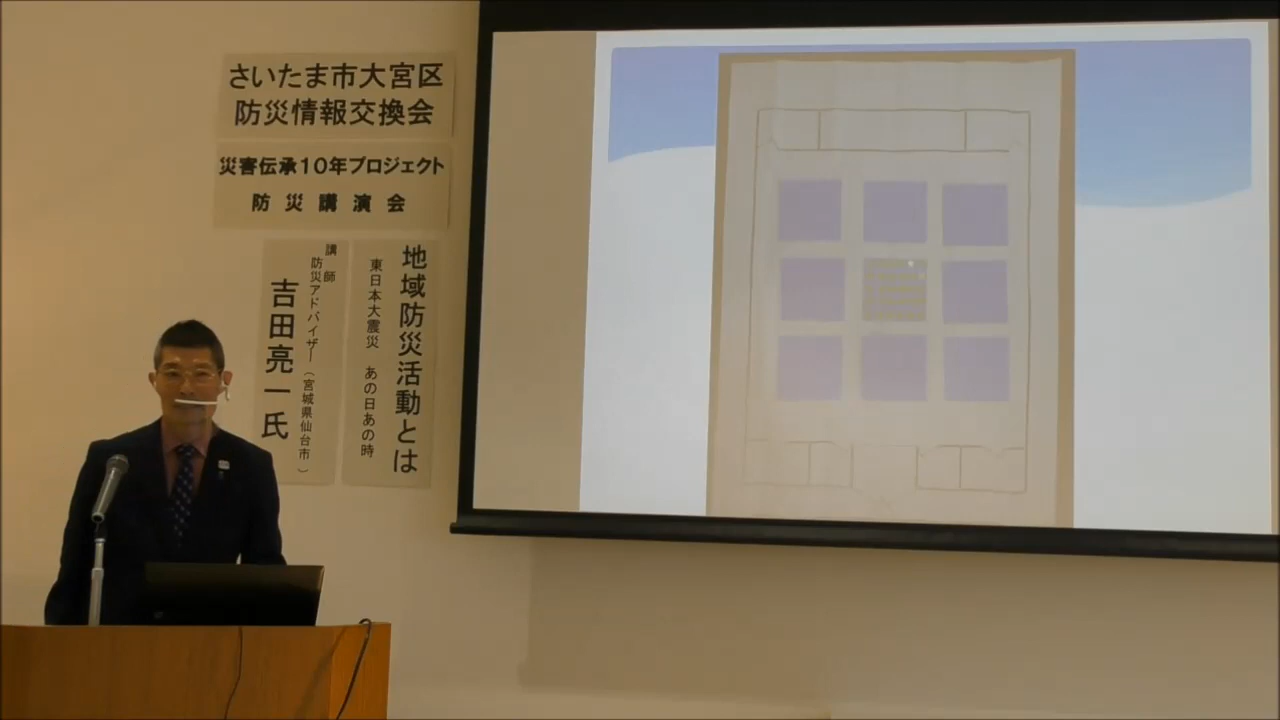 さいたま市大宮区
防災情報交換会
災害伝承10年プロジェクト
防災講演会
地域防災活動とは
東日本大震災　あの日あの時
講師
防災アドバイザー（宮城県仙台市）
吉田亮一氏